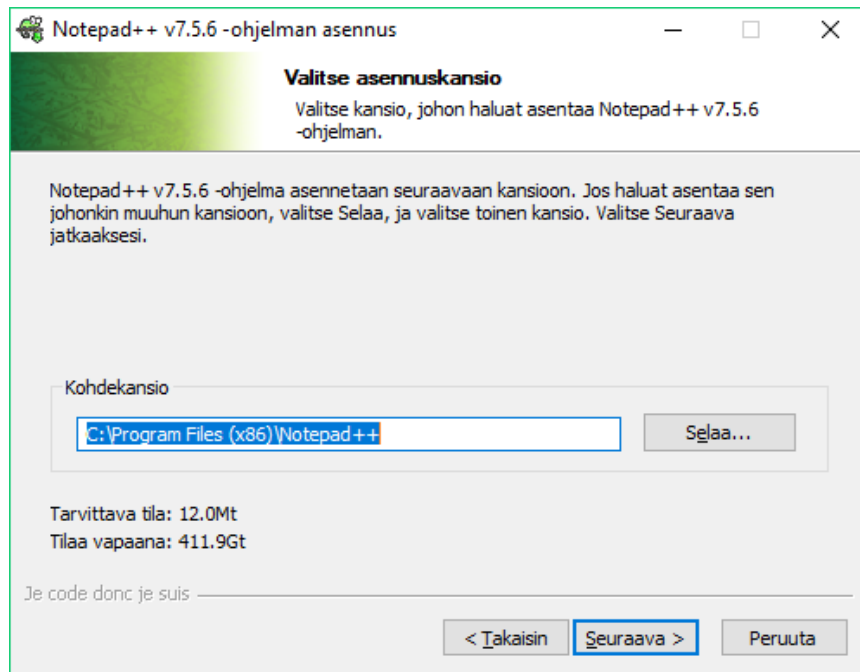 Notepad++ v7.5.6 -ohjelman asennus
Valitse asennuskansio
Valitse kansio, johon haluat asentaa Notepad++ v7.5.6
-ohjelman.
Notepad++ v7.5.6 -ohjelma asennetaan seuraavaan kansioon. Jos haluat asentaa sen
johonkin muuhun kansioon, valitse Selaa, ja valitse toinen kansio. Valitse Seuraava
jatkaaksesi.
Kohdekansio
C:\Program Files (x86)\Notepad++
Selaa...
Tarvittava tila: 12.0Mt
Tilaa vapaana: 411.9Gt
Je code donc je suis
< Takaisin
Seuraava >
Peruuta